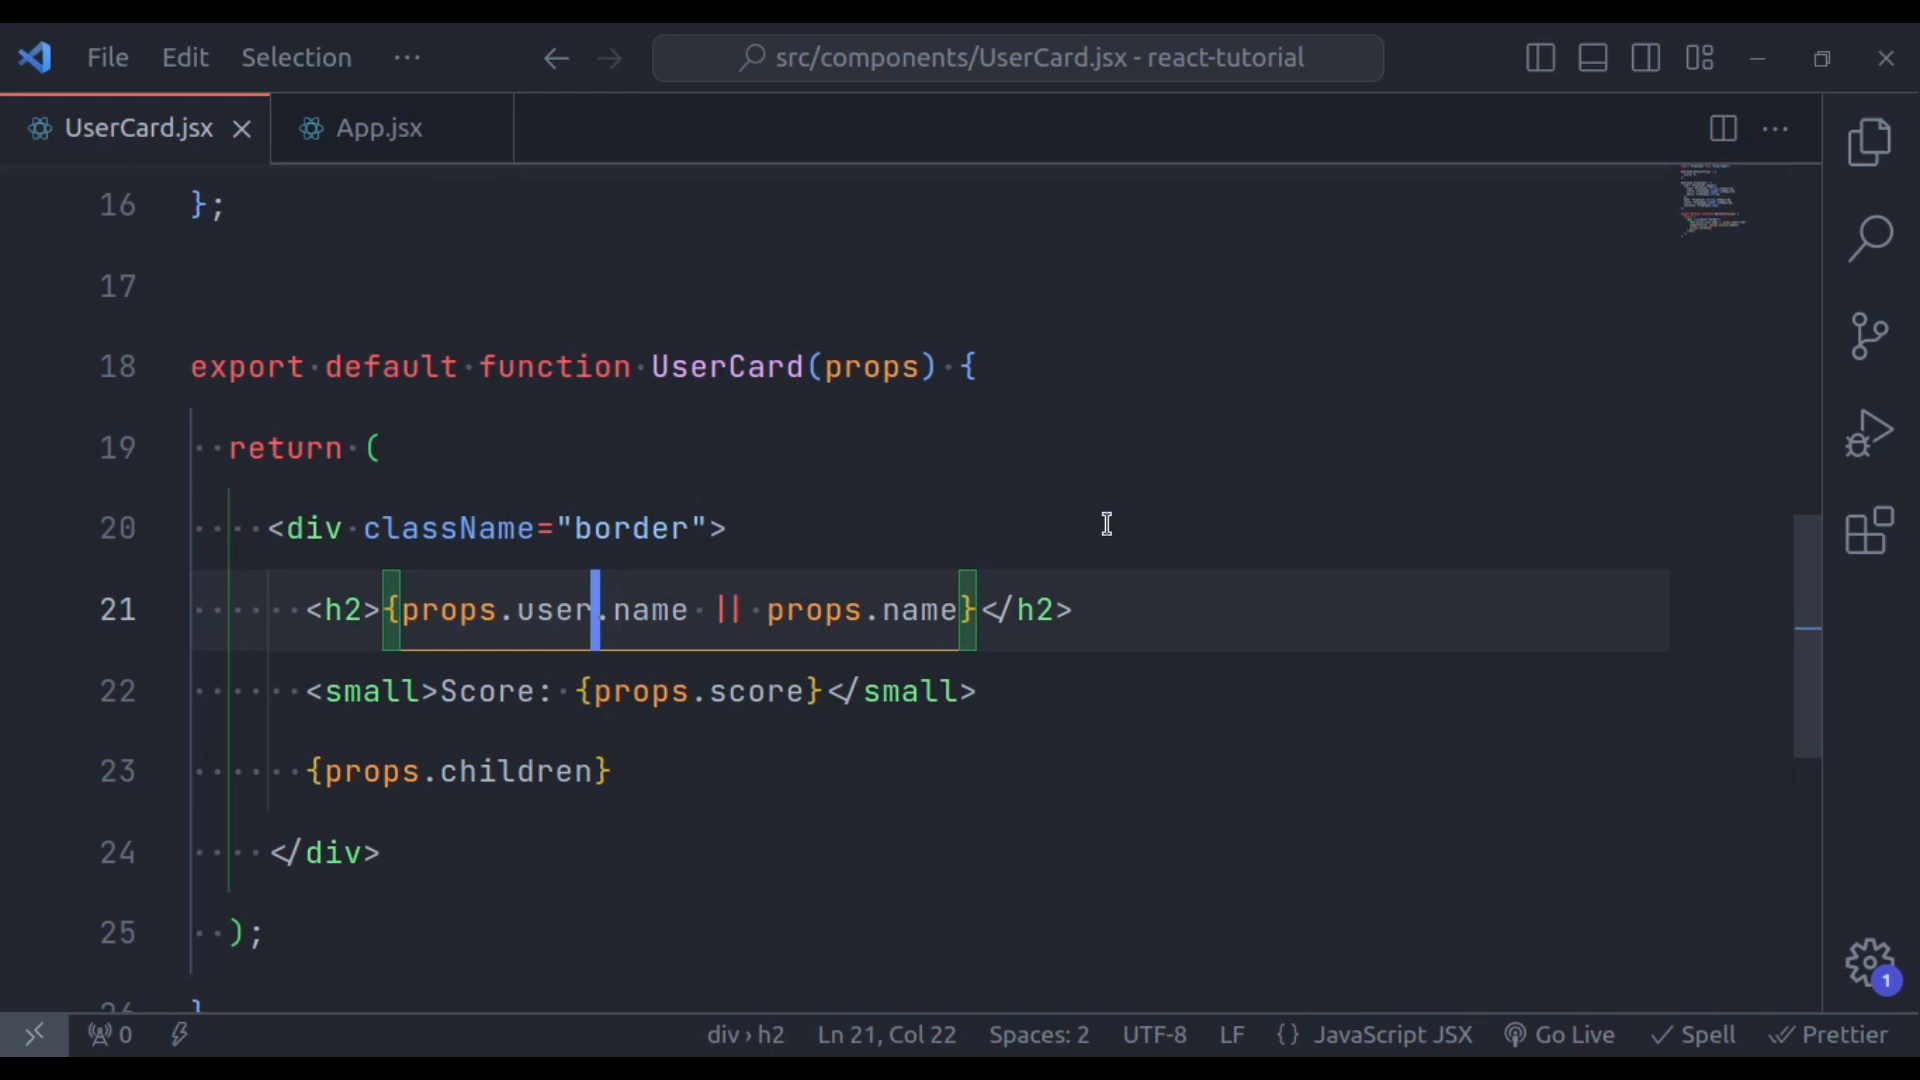 File Edit Selection ··· src/components/UserCard.jsx - react-tutorial
UserCard.jsx App.jsx
16 };
17
18 export default function UserCard(props) {
19 return (
20 <div className="border">
21 <h2>{props.user.name || props.name}</h2>
22 <small>Score: {props.score}</small>
23 {props.children}
24 </div>
25 );
26 }
1
0 div › h2 Ln 21, Col 22 Spaces: 2 UTF-8 LF {} JavaScript JSX Go Live Spell Prettier